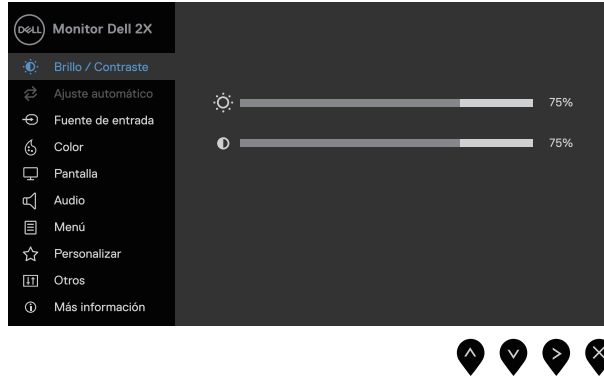 DELL Monitor Dell 2X
Brillo / Contraste
Ajuste automático
75%
Fuente de entrada
Color
75%
Pantalla
Audio
Menú
Personalizar
Otros
Más información